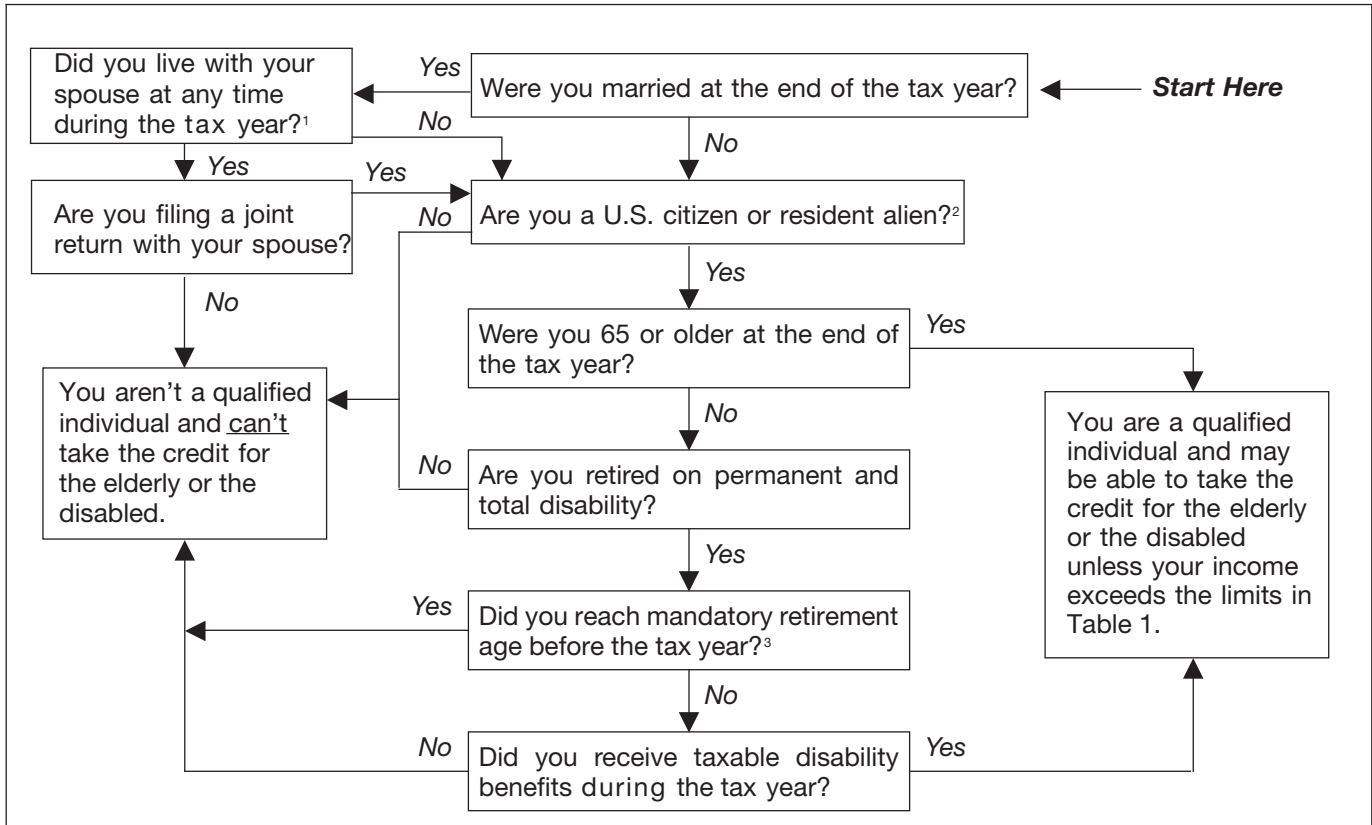 Start Here
Were you married at the end of the tax year?
Yes
No
Did you live with your
spouse at any time
during the tax year?¹
No
Yes
Are you filing a joint
return with your spouse?
Yes
No
Are you a U.S. citizen or resident alien?²
No
Yes
Were you 65 or older at the end of
the tax year?
Yes
No
You aren't a qualified
individual and can't
take the credit for
the elderly or the
disabled.
Are you retired on permanent and
total disability?
No
Yes
You are a qualified
individual and may
be able to take the
credit for the elderly
or the disabled
unless your income
exceeds the limits in
Table 1.
Did you reach mandatory retirement
age before the tax year?³
Yes
No
Did you receive taxable disability
benefits during the tax year?
No
Yes